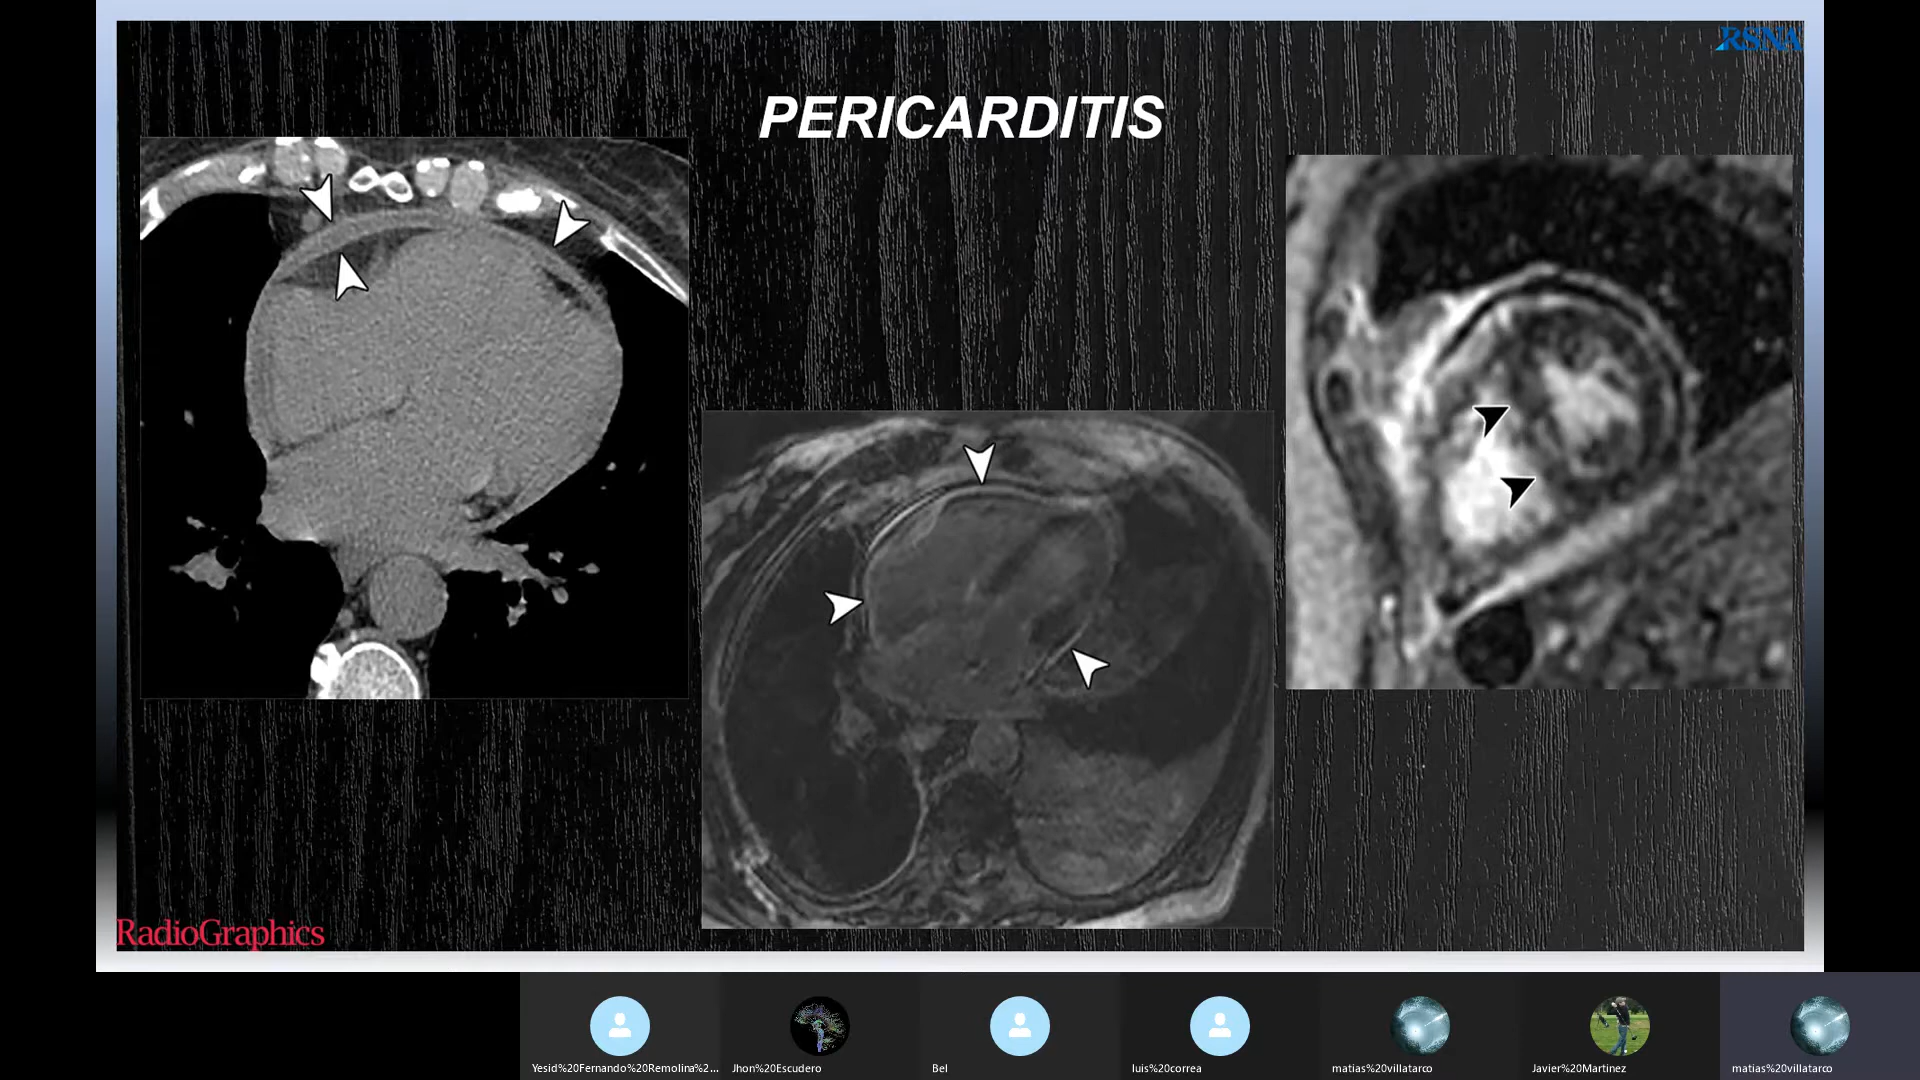 RSNA
PERICARDITIS
RadioGraphics
Yesid%20Fernando%20Remolina%2...
Jhon%20Escudero
Bel
luis%20correa
matias%20villatarco
Javier%20Martinez
matias%20villatarco